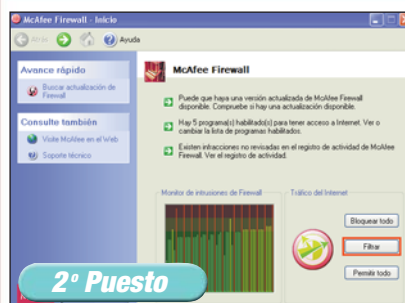 McAfee Firewall - Inicio
Atrás
Ayuda
Avance rápido
Buscar actualización de
Firewall
Consulte también
Visite McAfee en el Web
Soporte técnico
McAfee Firewall
Puede que haya una versión actualizada de McAfee Firewall
disponible. Compruebe si hay una actualización disponible.
Hay 5 programa(s) habilitado(s) para tener acceso a Internet. Ver o
cambiar la lista de programas habilitados.
Existen infracciones no revisadas en el registro de actividad de McAfee
Firewall. Ver el registro de actividad.
Monitor de intrusiones de Firewall
Tráfico del Internet
Bloquear todo
Filtrar
Permitir todo
2º Puesto